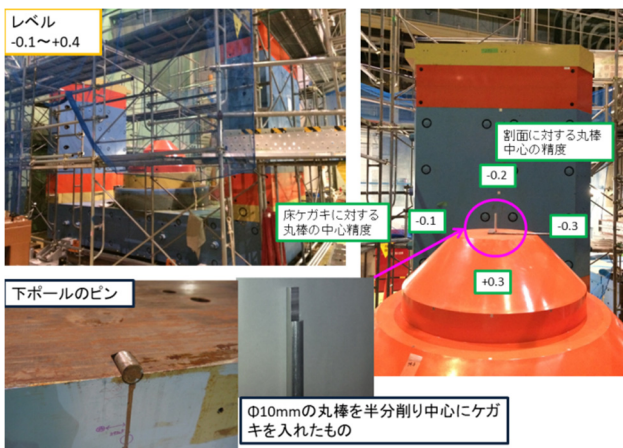 レベル
-0.1～+0.4
割面に対する丸棒
中心の精度
-0.2
床ケガキに対する
丸棒の中心精度
-0.1
-0.3
+0.3
下ポールのピン
Φ10mmの丸棒を半分削り中心にケガ
キを入れたもの